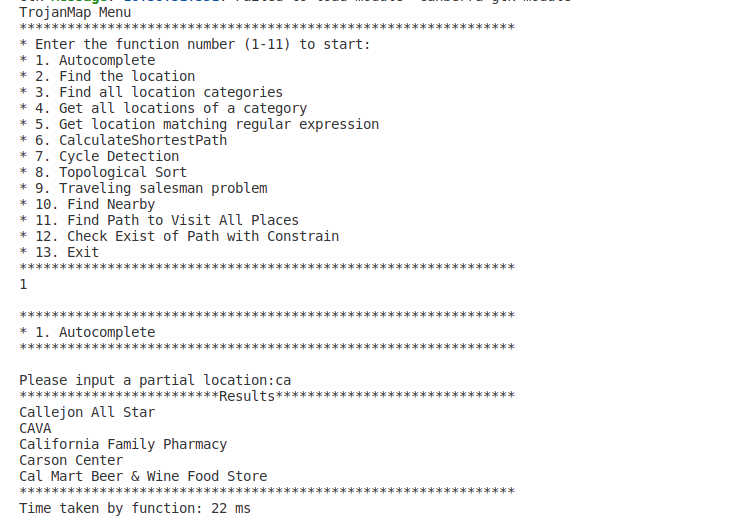 TrojanMap Menu
**************************************************************
* Enter the function number (1-11) to start:
* 1. Autocomplete
* 2. Find the location
* 3. Find all location categories
* 4. Get all locations of a category
* 5. Get location matching regular expression
* 6. CalculateShortestPath
* 7. Cycle Detection
* 8. Topological Sort
* 9. Traveling salesman problem
* 10. Find Nearby
* 11. Find Path to Visit All Places
* 12. Check Exist of Path with Constrain
* 13. Exit
**************************************************************
1
**************************************************************
* 1. Autocomplete
**************************************************************
Please input a partial location:ca
*************************Results******************************
Callejon All Star
CAVA
California Family Pharmacy
Carson Center
Cal Mart Beer & Wine Food Store
**************************************************************
Time taken by function: 22 ms